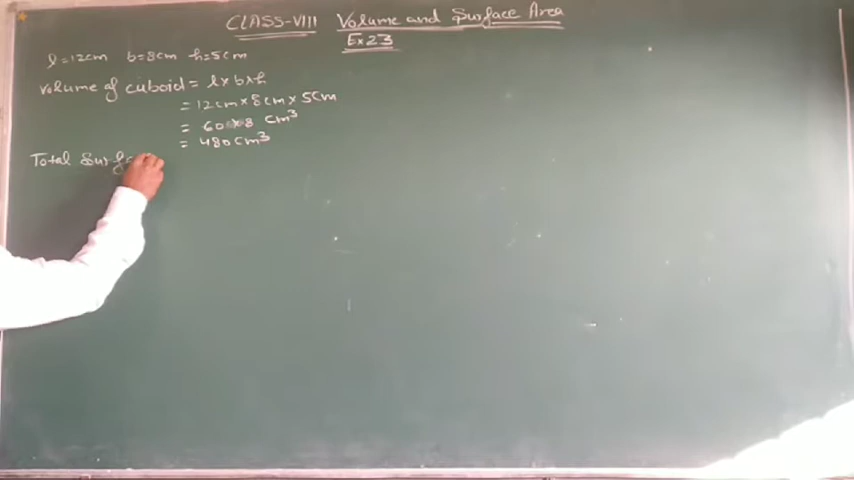 CLASS-VIII Volume and Surface Area
Ex 23
l=12cm b=8cm h=5cm
Volume of cuboid = l×b×h
= 12cm×8cm×5cm
= 60×8 cm³
= 480cm³
Total Surfa